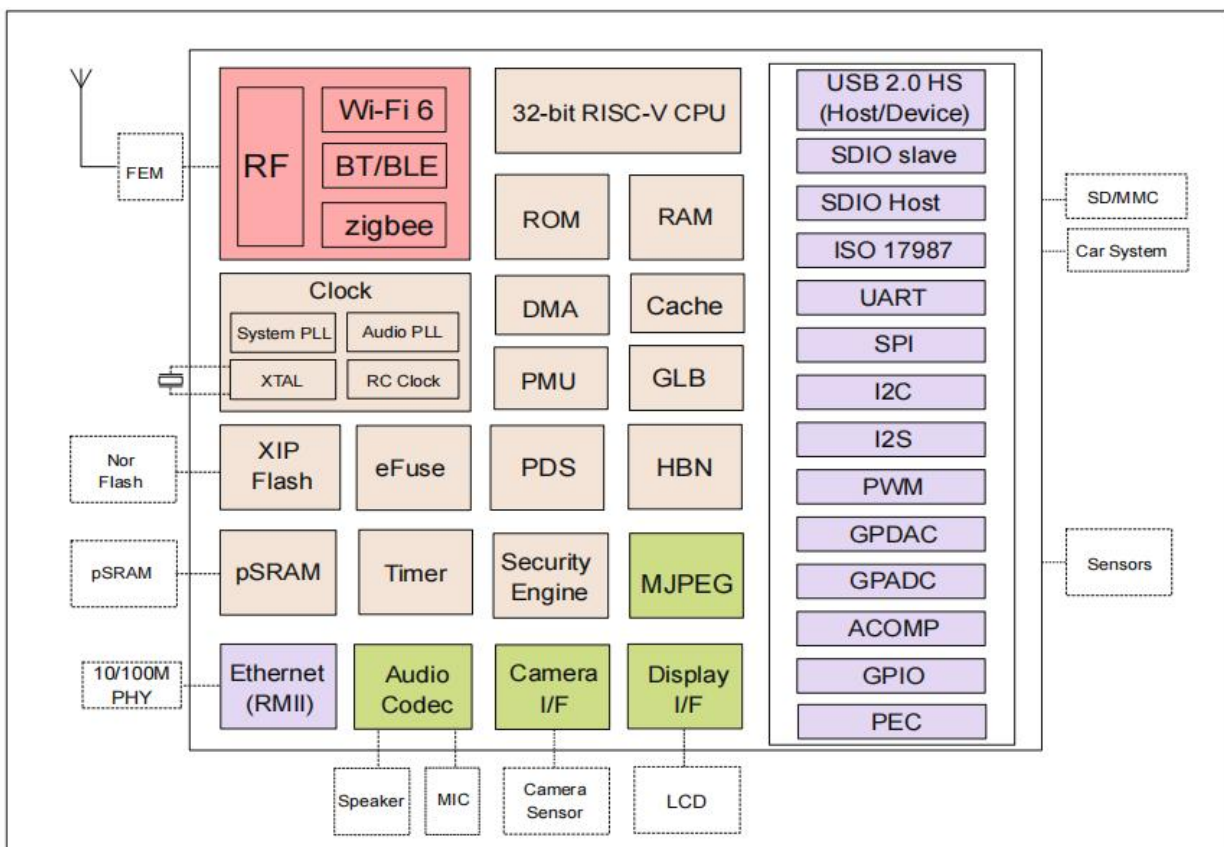 FEM
RF
Wi-Fi 6
BT/BLE
zigbee
32-bit RISC-V CPU
ROM
RAM
Clock
System PLL
Audio PLL
XTAL
RC Clock
DMA
Cache
PMU
GLB
Nor
Flash
XIP
Flash
eFuse
PDS
HBN
pSRAM
pSRAM
Timer
Security
Engine
MJPEG
10/100M
PHY
Ethernet
(RMII)
Audio
Codec
Camera
I/F
Display
I/F
Speaker
MIC
Camera
Sensor
LCD
USB 2.0 HS
(Host/Device)
SDIO slave
SDIO Host
ISO 17987
UART
SPI
I2C
I2S
PWM
GPDAC
GPADC
ACOMP
GPIO
PEC
SD/MMC
Car System
Sensors